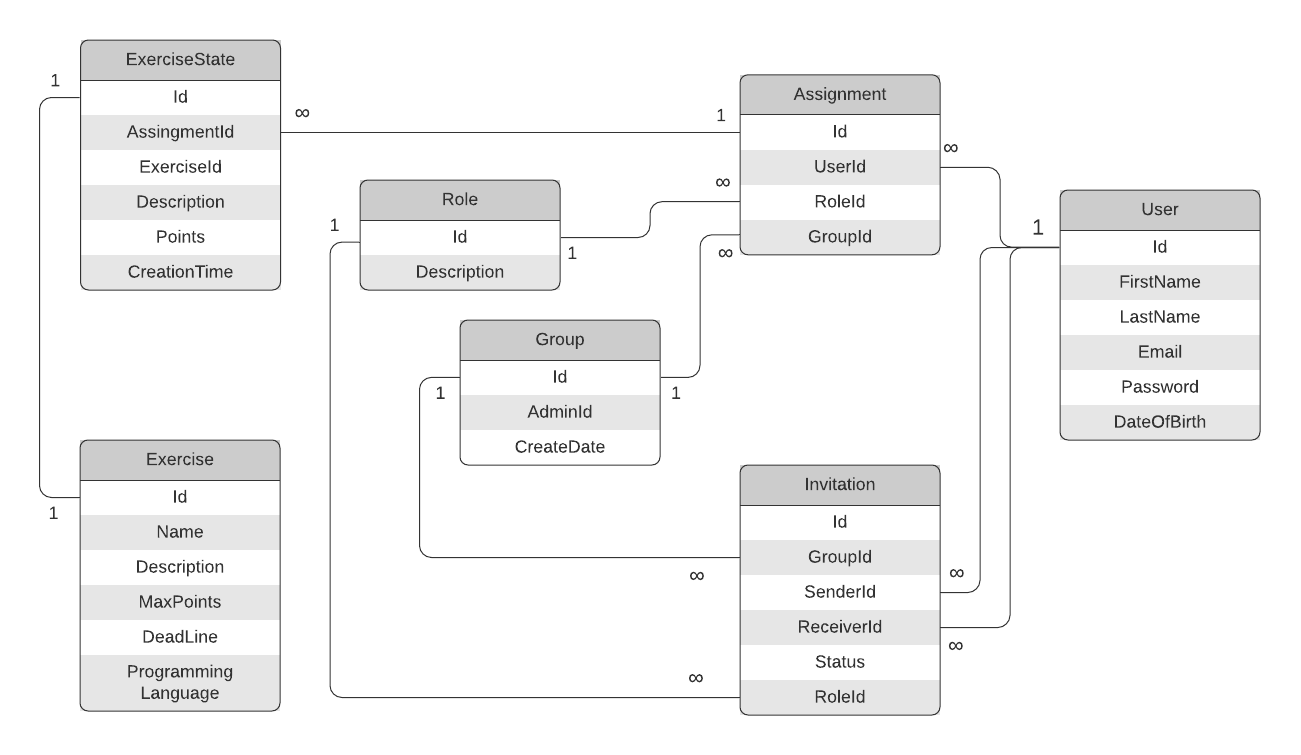 ExerciseState
1
Id
AssingmentId
∞
ExerciseId
Description
Points
CreationTime
Assignment
1
Id
UserId
∞
∞
RoleId
GroupId
∞
Role
1
Id
1
Description
User
1
Id
FirstName
LastName
Email
Password
DateOfBirth
Group
Id
1
1
AdminId
CreateDate
Exercise
Id
1
Name
Description
MaxPoints
DeadLine
Programming
Language
Invitation
Id
GroupId
∞
SenderId
∞
ReceiverId
∞
Status
RoleId
∞